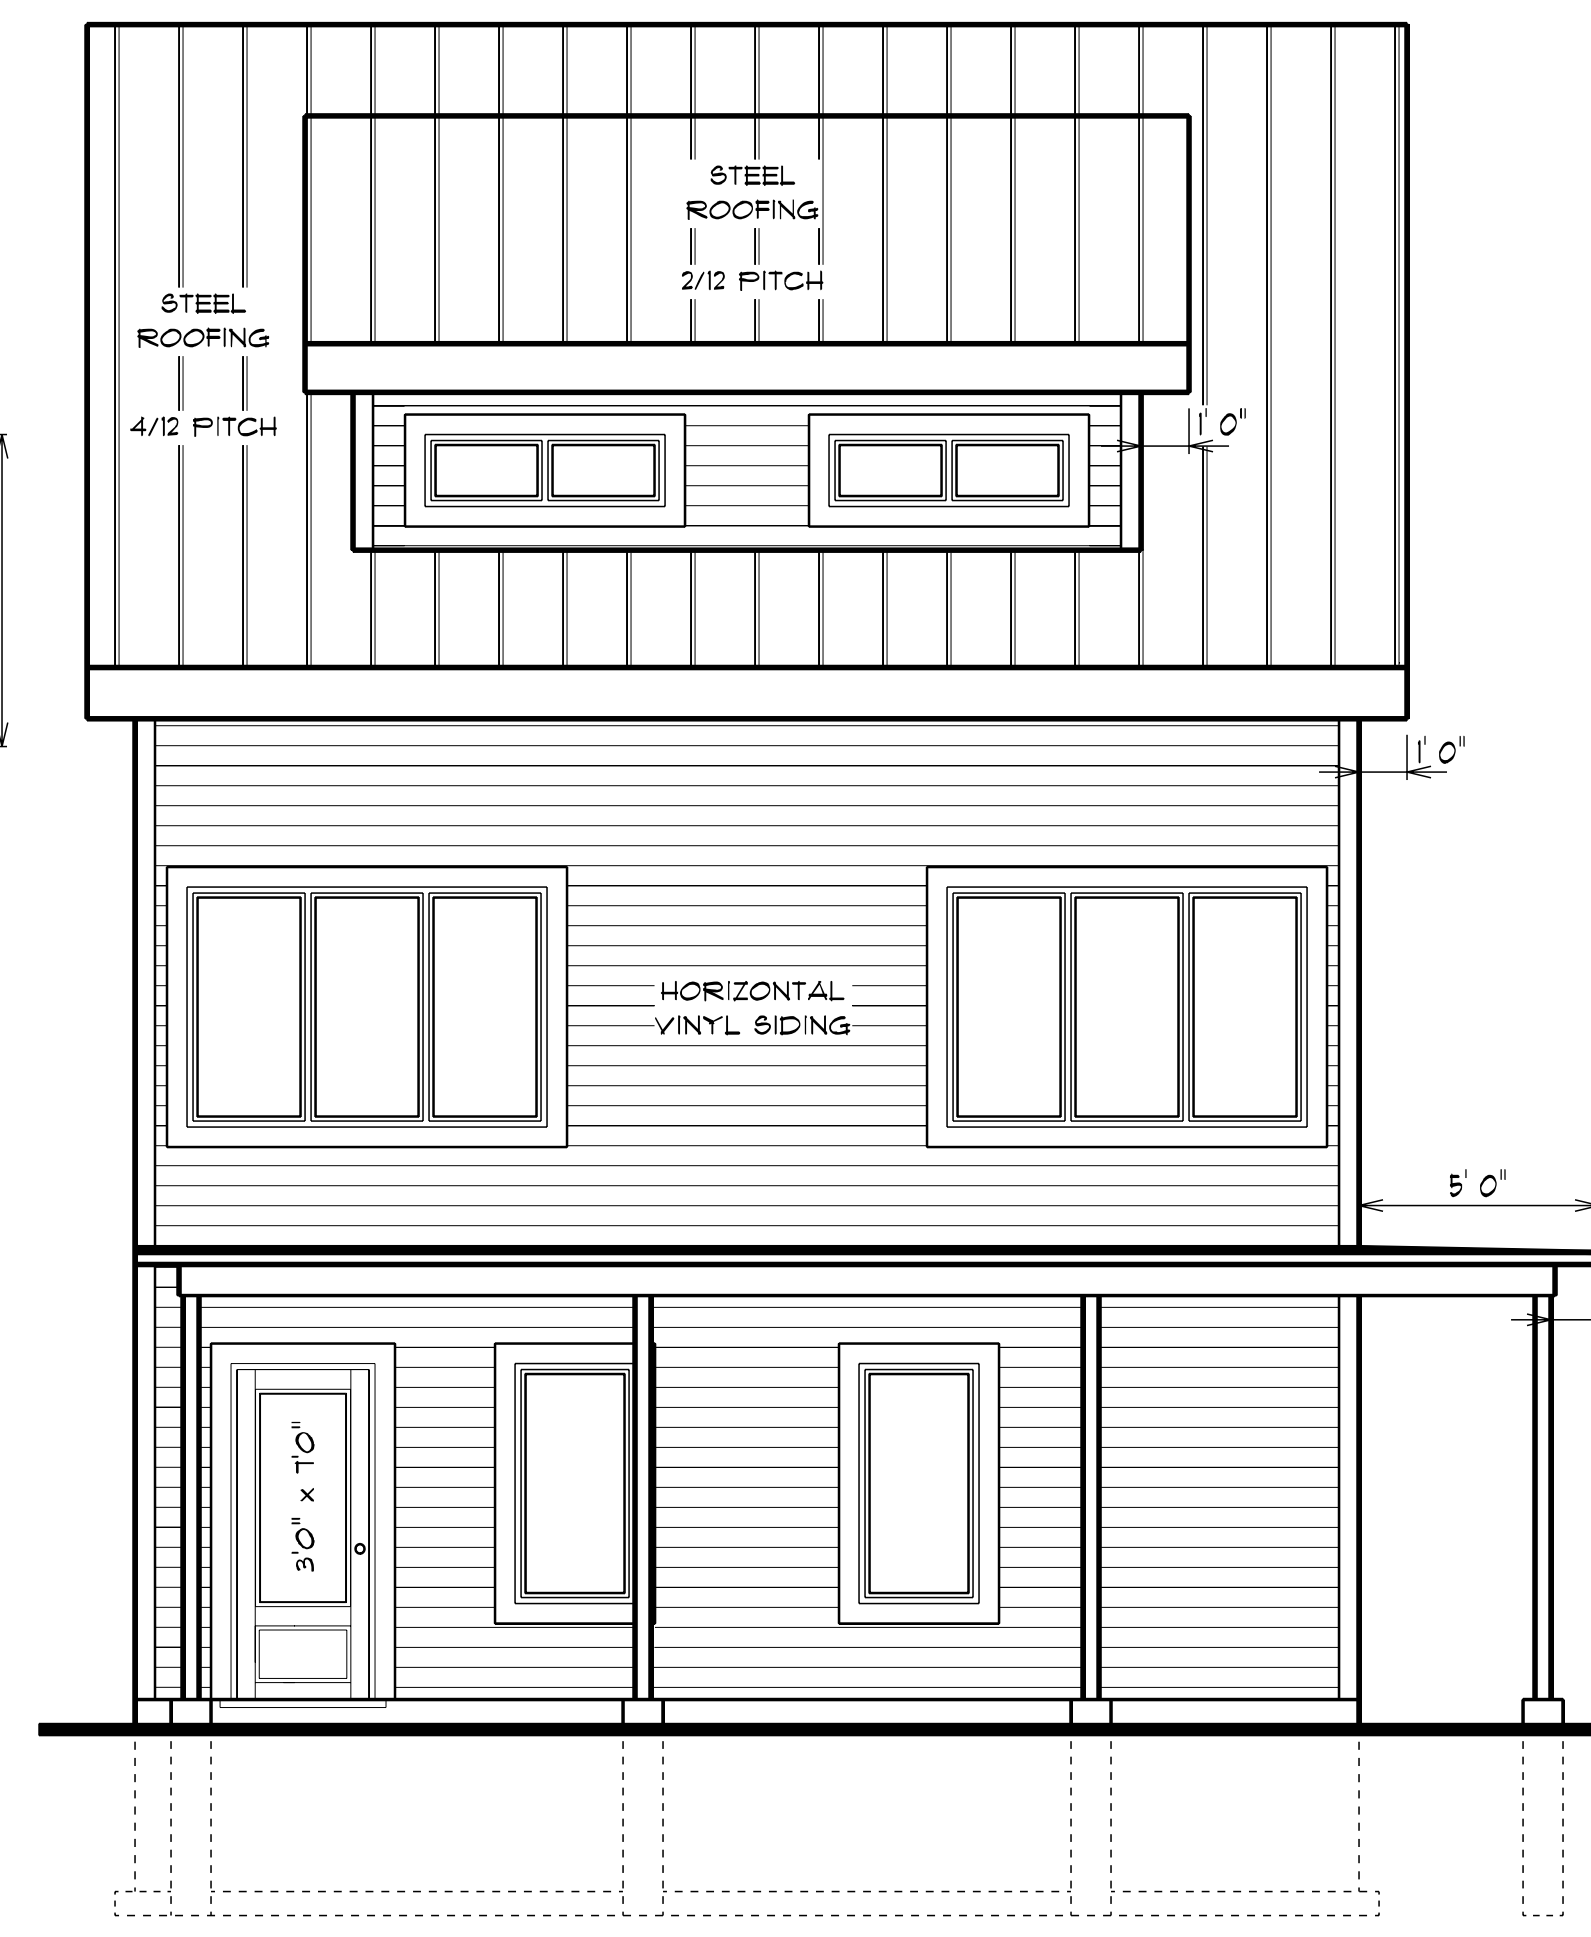 STEEL
ROOFING
2/12 PITCH
STEEL
ROOFING
4/12 PITCH
1' 0"
1' 0"
HORIZONTAL
VINYL SIDING
5' 0"
3'0" x 7'0"